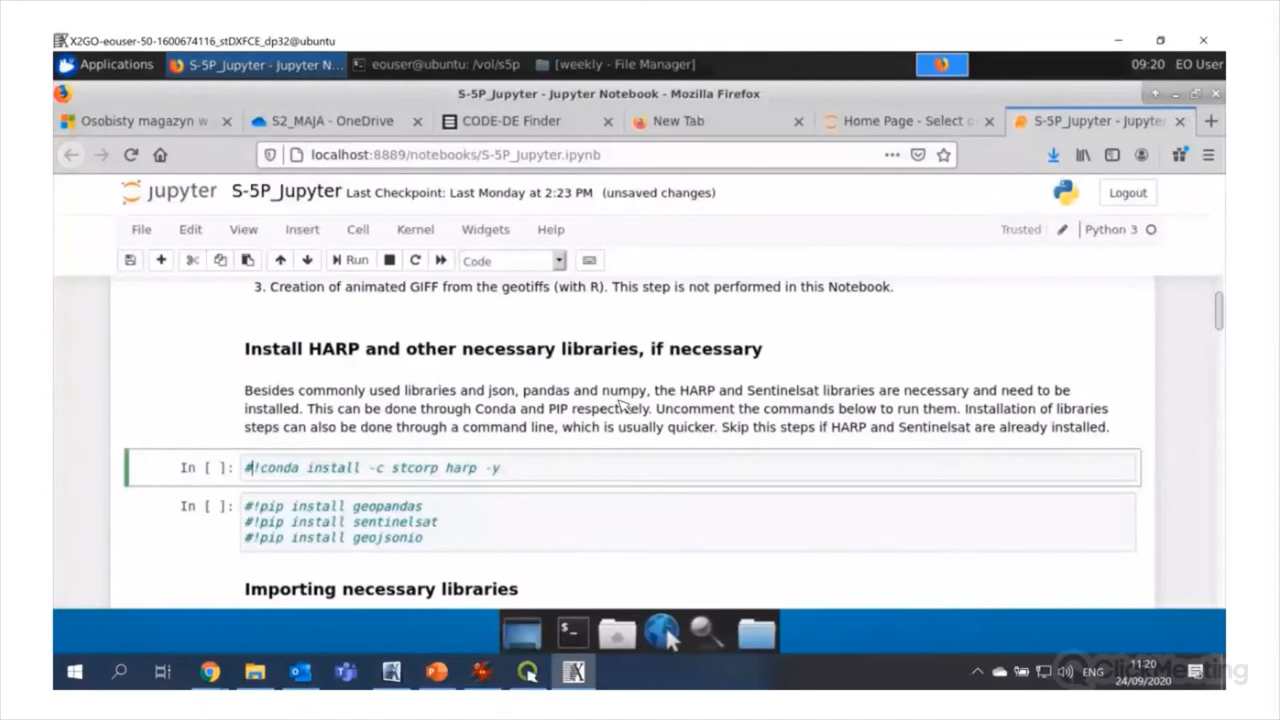 X2GO-eouser-50-1600674116_stDXFCE_dp32@ubuntu
Applications S-5P_Jupyter - Jupyter N... eouser@ubuntu: /vol/s5p [weekly - File Manager] 09:20 EO User
S-5P_Jupyter - Jupyter Notebook - Mozilla Firefox
Osobisty magazyn w S2_MAJA - OneDrive CODE-DE Finder New Tab Home Page - Select o S-5P_Jupyter - Jupyte
localhost:8889/notebooks/S-5P_Jupyter.ipynb
jupyter S-5P_Jupyter Last Checkpoint: Last Monday at 2:23 PM (unsaved changes) Logout
File Edit View Insert Cell Kernel Widgets Help Trusted Python 3
Run Code
3. Creation of animated GIFF from the geotiffs (with R). This step is not performed in this Notebook.
Install HARP and other necessary libraries, if necessary
Besides commonly used libraries and json, pandas and numpy, the HARP and Sentinelsat libraries are necessary and need to be
installed. This can be done through Conda and PIP respectively. Uncomment the commands below to run them. Installation of libraries
steps can also be done through a command line, which is usually quicker. Skip this steps if HARP and Sentinelsat are already installed.
In [ ]: #!conda install -c stcorp harp -y
In [ ]: #!pip install geopandas
#!pip install sentinelsat
#!pip install geojsonio
Importing necessary libraries
ENG 11:20
24/09/2020
ClickMeeting